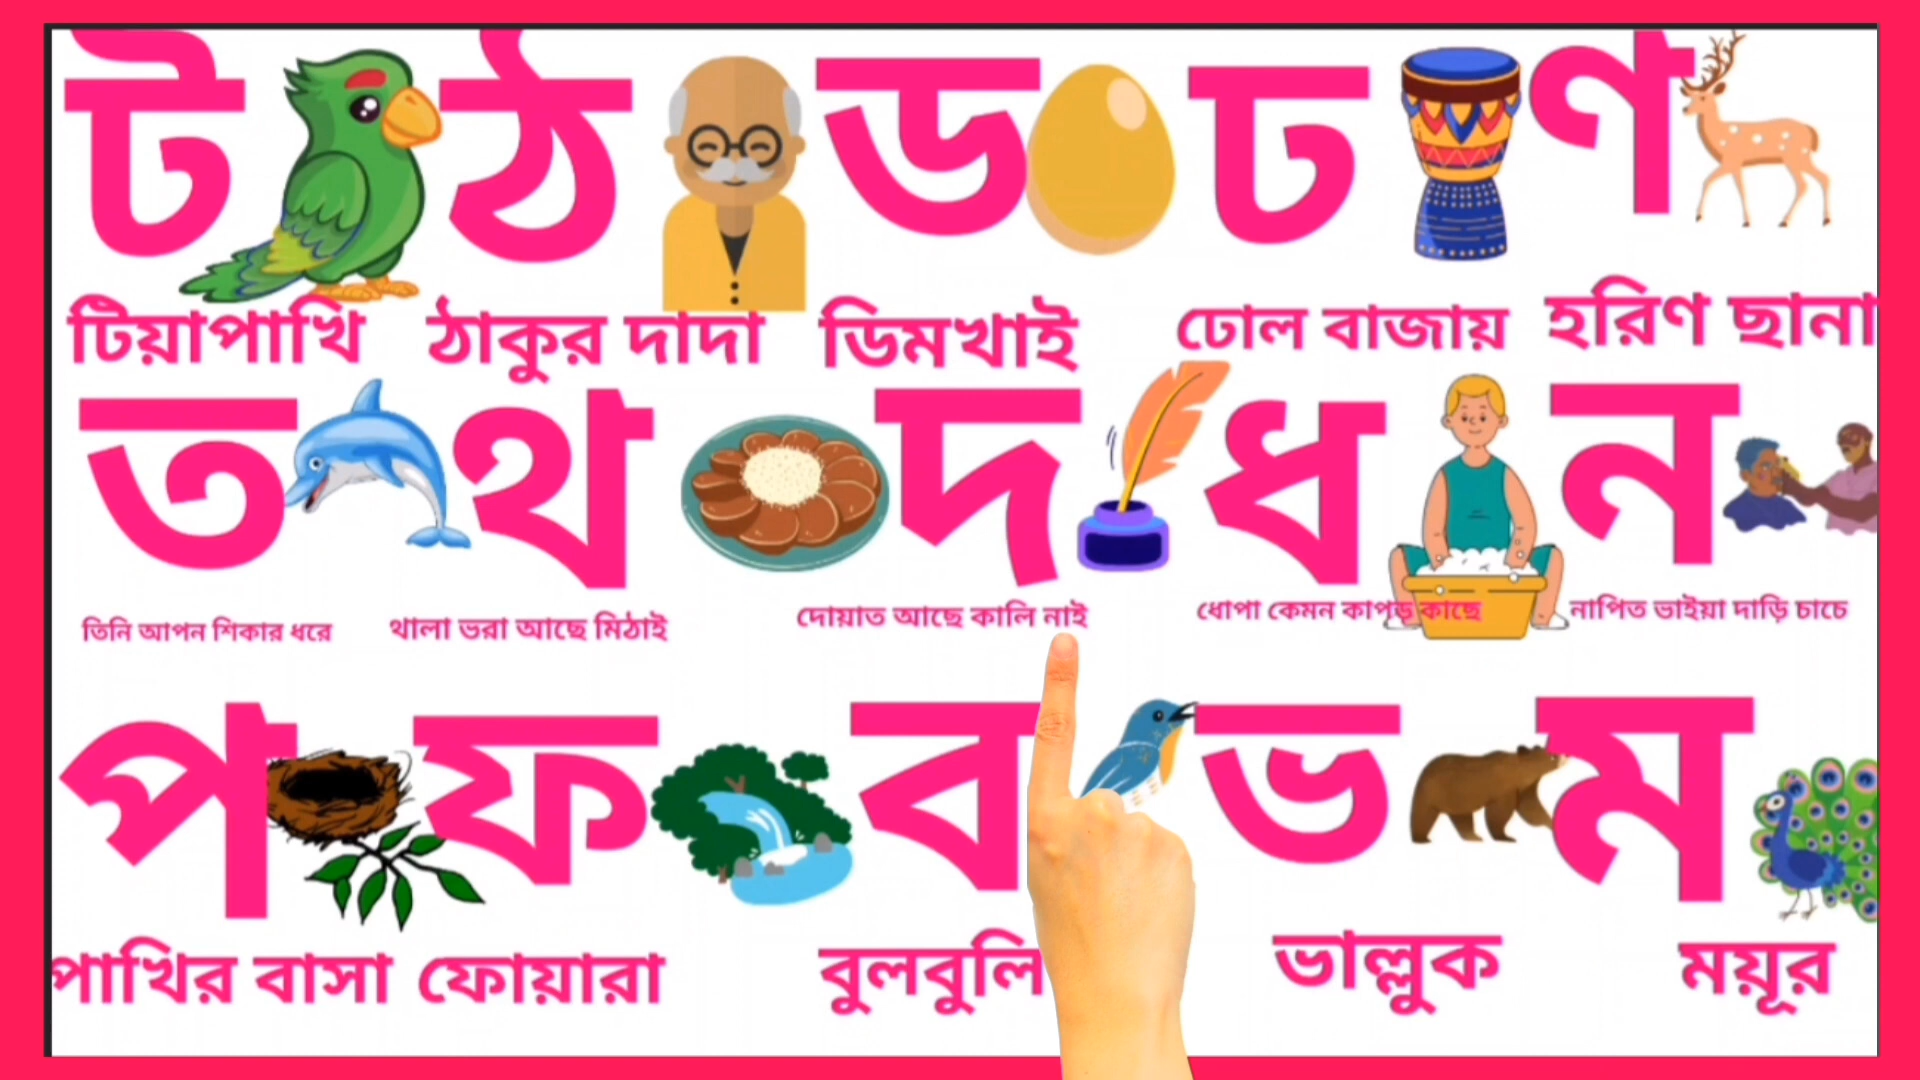 ট ঠ ড ঢ ণ
টিয়াপাখি ঠাকুর দাদা ডিমখাই ঢোল বাজায় হরিণ ছানা
ত থ দ ধ ন
তিনি আপন শিকার ধরে থালা ভরা আছে মিঠাই দোয়াত আছে কালি নাই ধোপা কেমন কাপড় কাছে নাপিত ভাইয়া দাড়ি চাচে
প ফ ব ভ ম
পাখির বাসা ফোয়ারা বুলবুলি ভাল্লুক ময়ূর